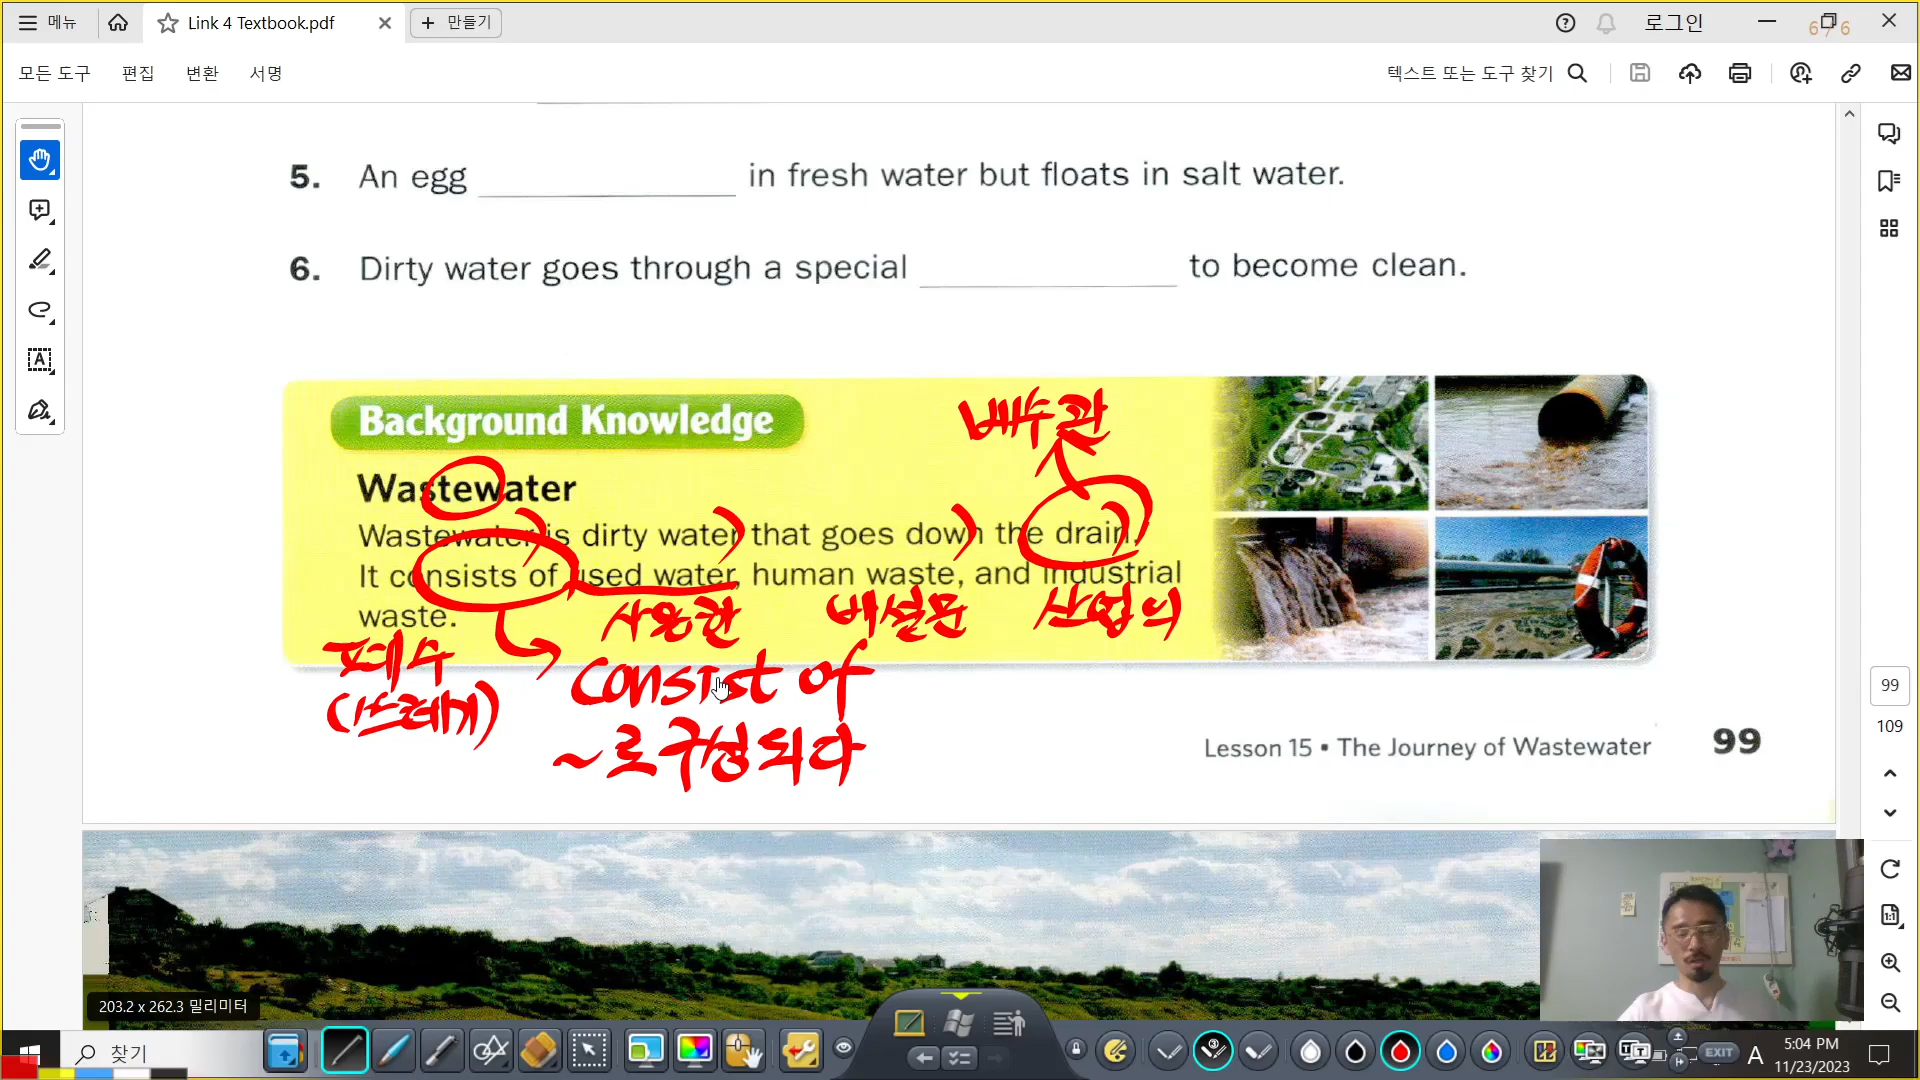 메뉴
Link 4 Textbook.pdf
만들기
로그인
모든 도구 편집 변환 서명
텍스트 또는 도구 찾기
5. An egg ______ in fresh water but floats in salt water.
6. Dirty water goes through a special ______ to become clean.
Background Knowledge
배수관
Wastewater
Wastewater is dirty water that goes down the drain.
It consists of used water, human waste, and industrial
waste.
사용한 배설물 산업의
폐수
(쓰레기)
consist of
~로 구성되다
Lesson 15 • The Journey of Wastewater 99
99
109
203.2 x 262.3 밀리미터
찾기
EXIT
A
5:04 PM
11/23/2023